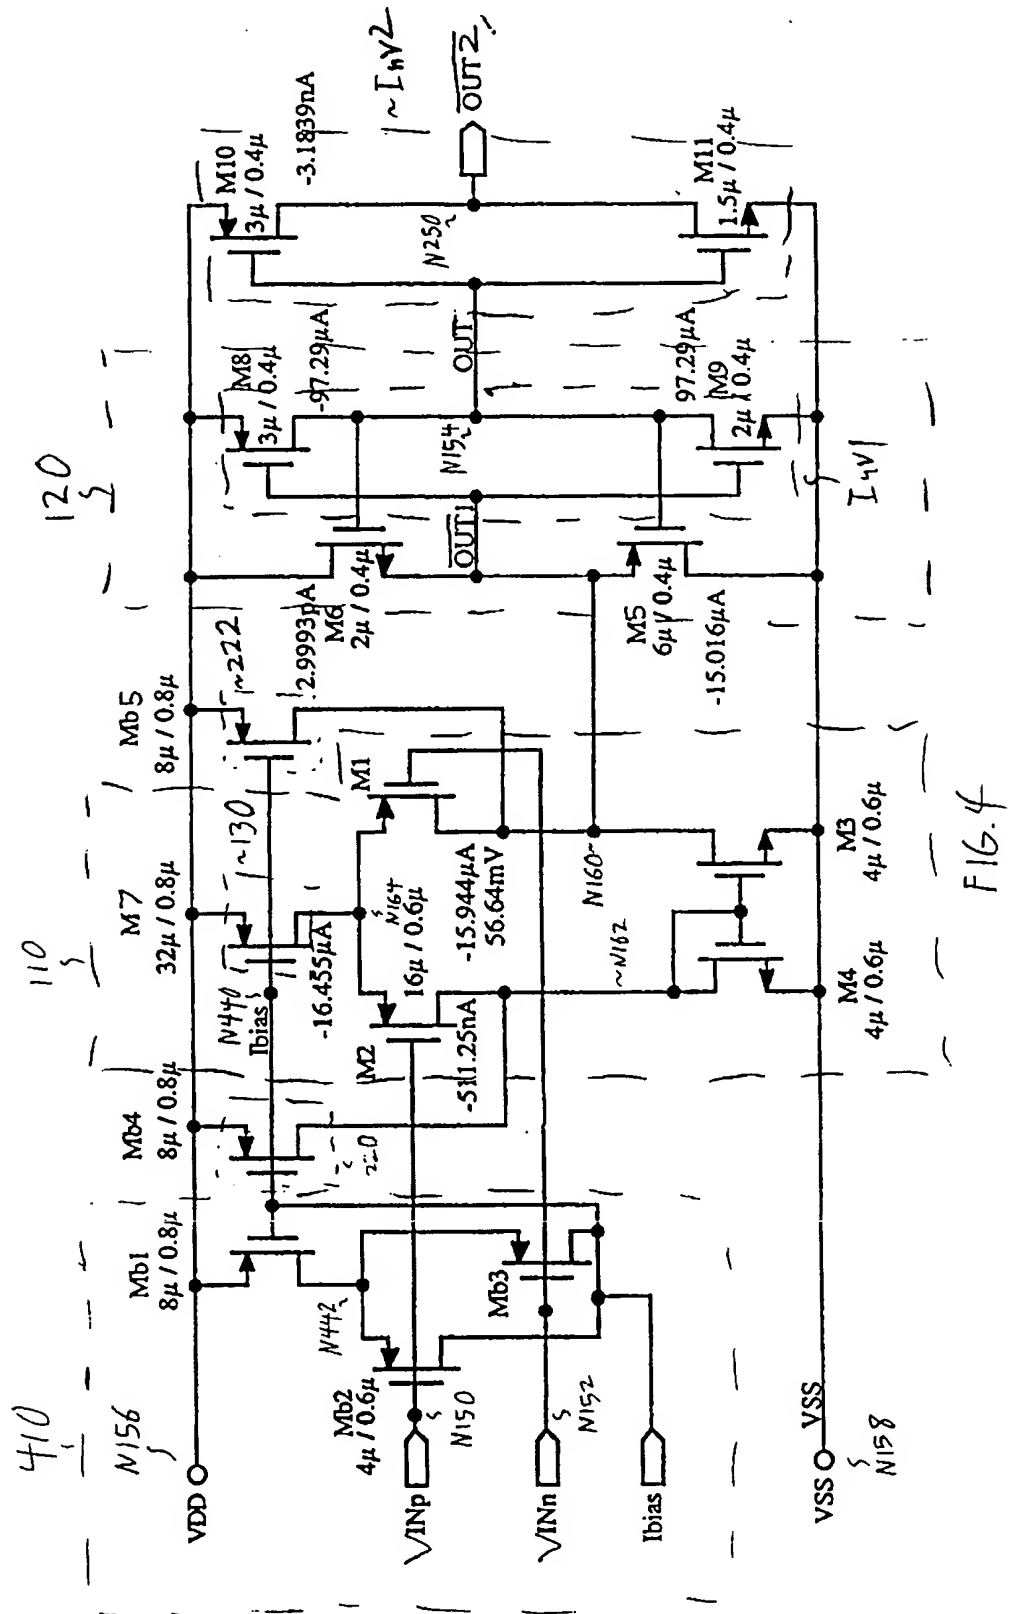 410
N156
VDD
VINp
VINn
Ibias
VSS
VSS
N158
N150
N152
Mb2
4μ / 0.6μ
N442
Mb3
Mb1
8μ / 0.8μ
Mb4
8μ / 0.8μ
220
110
M7
32μ / 0.8μ
~130
N440
Ibias
-16.455μA
M2
-511.25nA
N164
16μ / 0.6μ
M1
-15.944μA
56.64mV
N160~
~N162
M4
4μ / 0.6μ
M3
4μ / 0.6μ
Mb5
8μ / 0.8μ
~222
2.9993pA
M6
2μ / 0.4μ
M5
6μ / 0.4μ
-15.016μA
120
OUT1
N154
M8
3μ / 0.4μ
-97.29μA
OUT
97.29μA
M9
2μ / 0.4μ
Inv1
M10
3μ / 0.4μ
-3.1839nA
N250
M11
1.5μ / 0.4μ
~Inv2
OUT2
FIG. 4